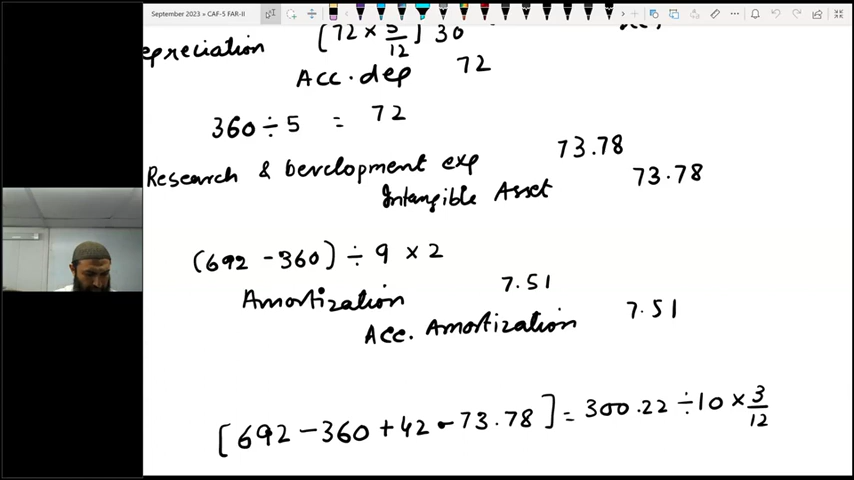 September 2023 » CAF-5 FAR-II
epreciation [72 × 5/12] 30
Acc. dep 72
360 ÷ 5 = 72
Research & Development exp 73.78
Intangible Asset 73.78
(692 - 360) ÷ 9 × 2
Amortization 7.51
Acc. Amortization 7.51
[692 - 360 + 42 - 73.78] = 300.22 ÷ 10 × 3/12